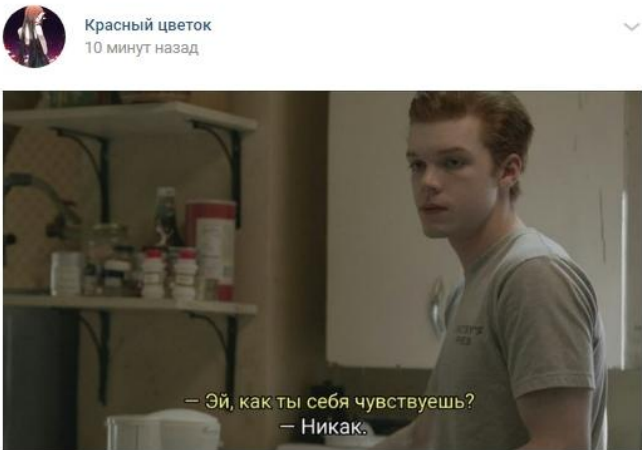 Красный цветок
10 минут назад
— Эй, как ты себя чувствуешь?
— Никак.